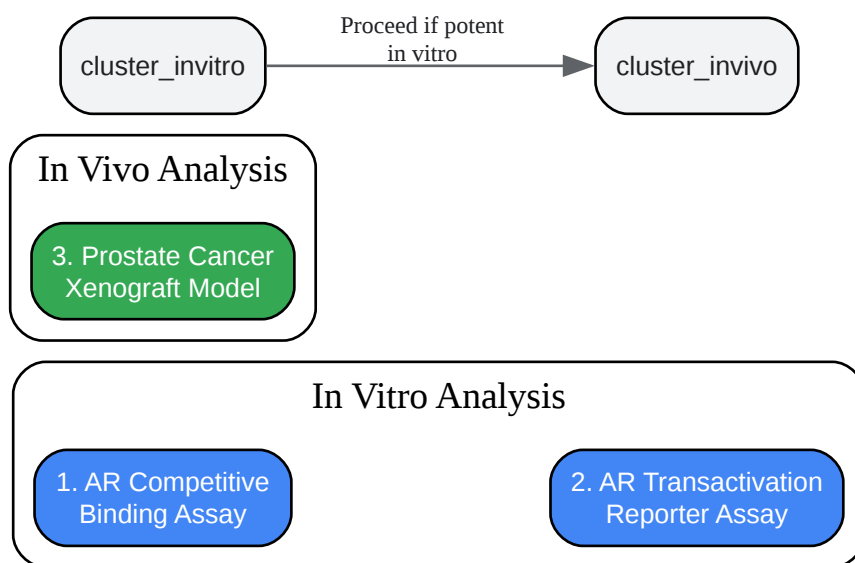 cluster_invitro
Proceed if potent
in vitro
cluster_invivo
In Vivo Analysis
3. Prostate Cancer
Xenograft Model
In Vitro Analysis
1. AR Competitive
Binding Assay
2. AR Transactivation
Reporter Assay